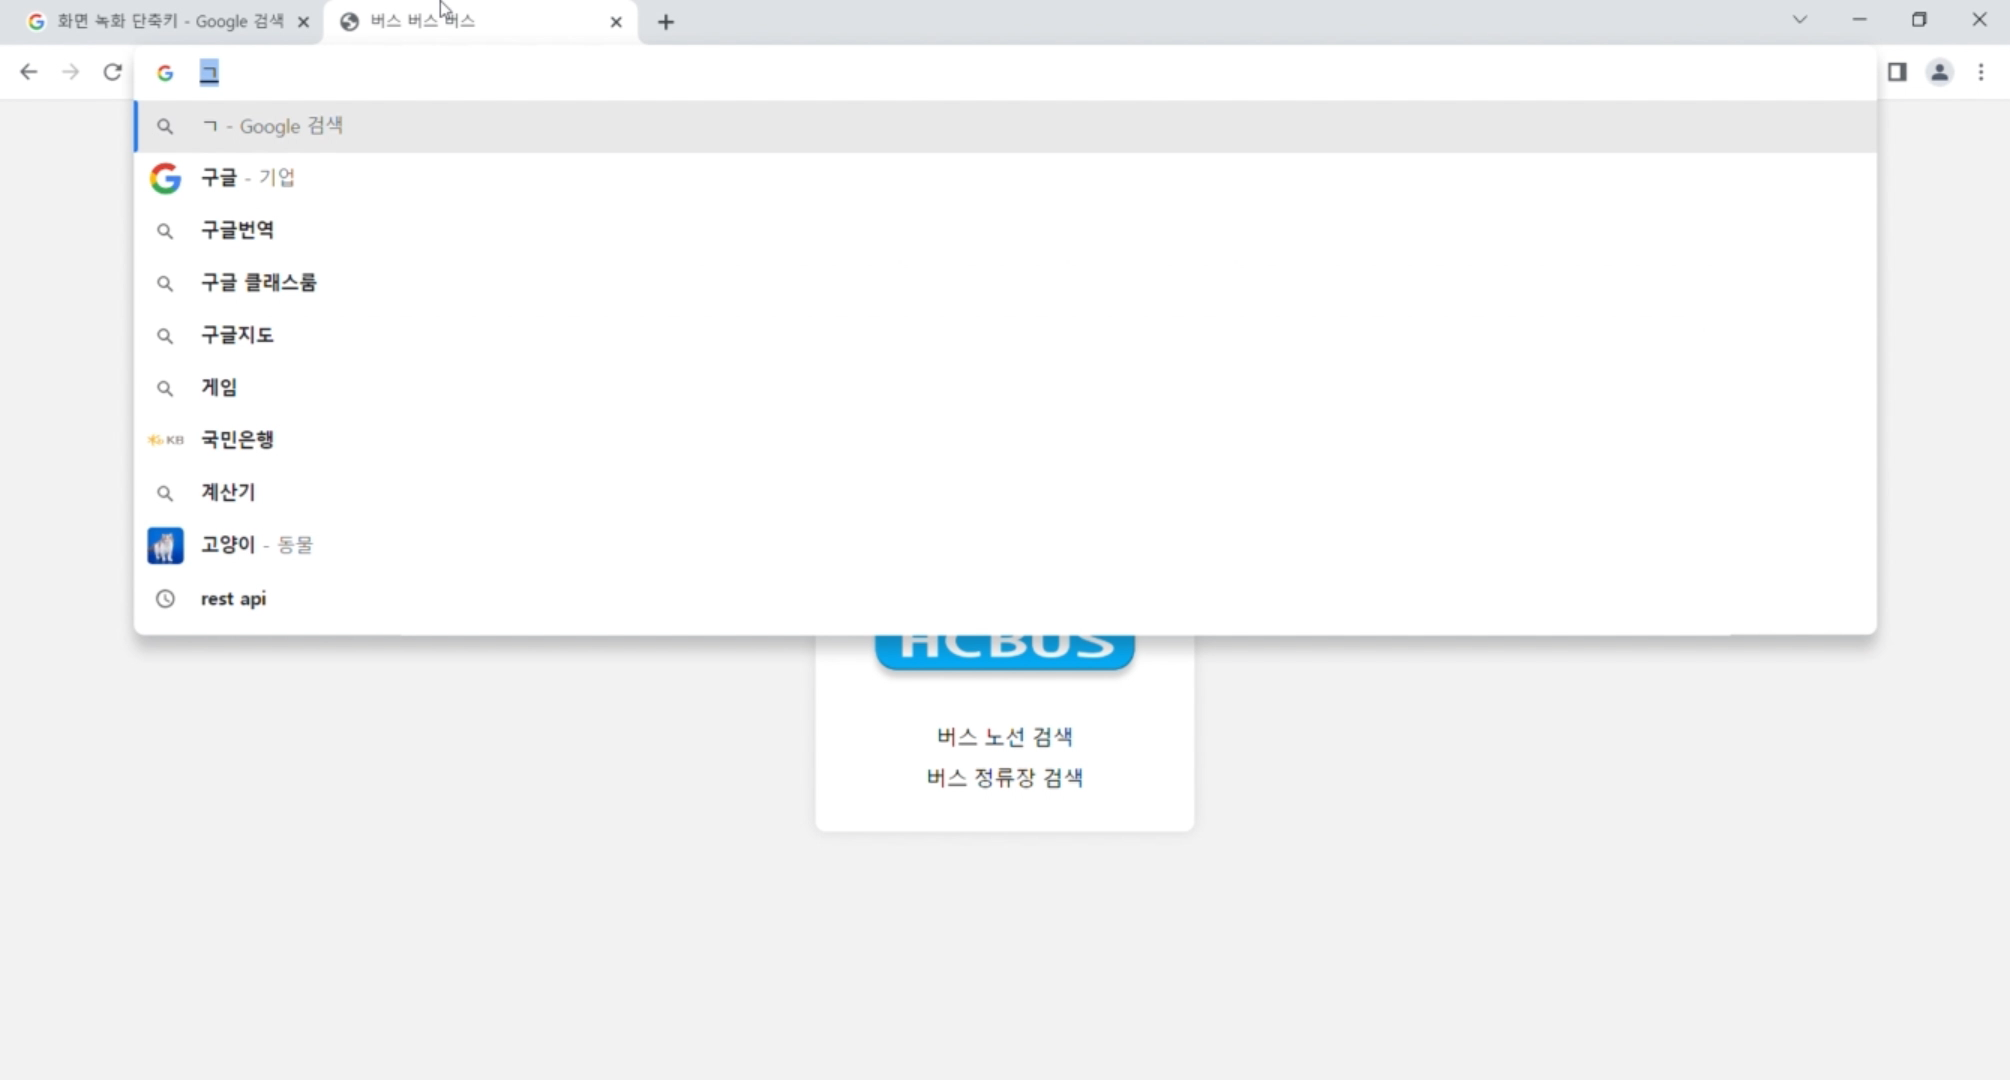 화면 녹화 단축키 - Google 검색
버스 버스 버스
ㄱ
ㄱ - Google 검색
구글 - 기업
구글번역
구글 클래스룸
구글지도
게임
KB 국민은행
계산기
고양이 - 동물
rest api
HCBUS
버스 노선 검색
버스 정류장 검색